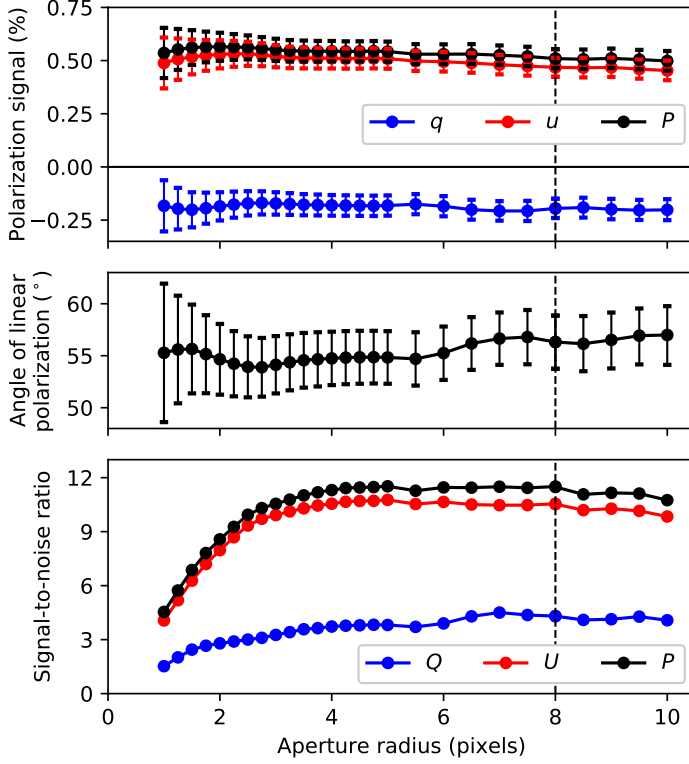 Polarization signal (%)
0.75
0.50
0.25
0.00
−0.25
q u P
Angle of linear
polarization (°)
60
55
50
Signal-to-noise ratio
12
9
6
3
0
Q U P
0 2 4 6 8 10
Aperture radius (pixels)